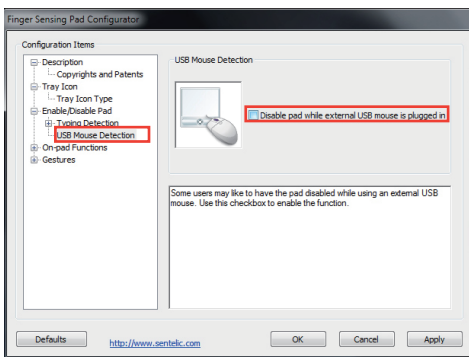 Finger Sensing Pad Configurator
Configuration Items
Description
Copyrights and Patents
Tray Icon
Tray Icon Type
Enable/Disable Pad
Typing Detection
USB Mouse Detection
On-pad Functions
Gestures
USB Mouse Detection
Disable pad while external USB mouse is plugged in
Some users may like to have the pad disabled while using an external USB
mouse. Use this checkbox to enable the function.
Defaults
http://www.sentelic.com
OK
Cancel
Apply